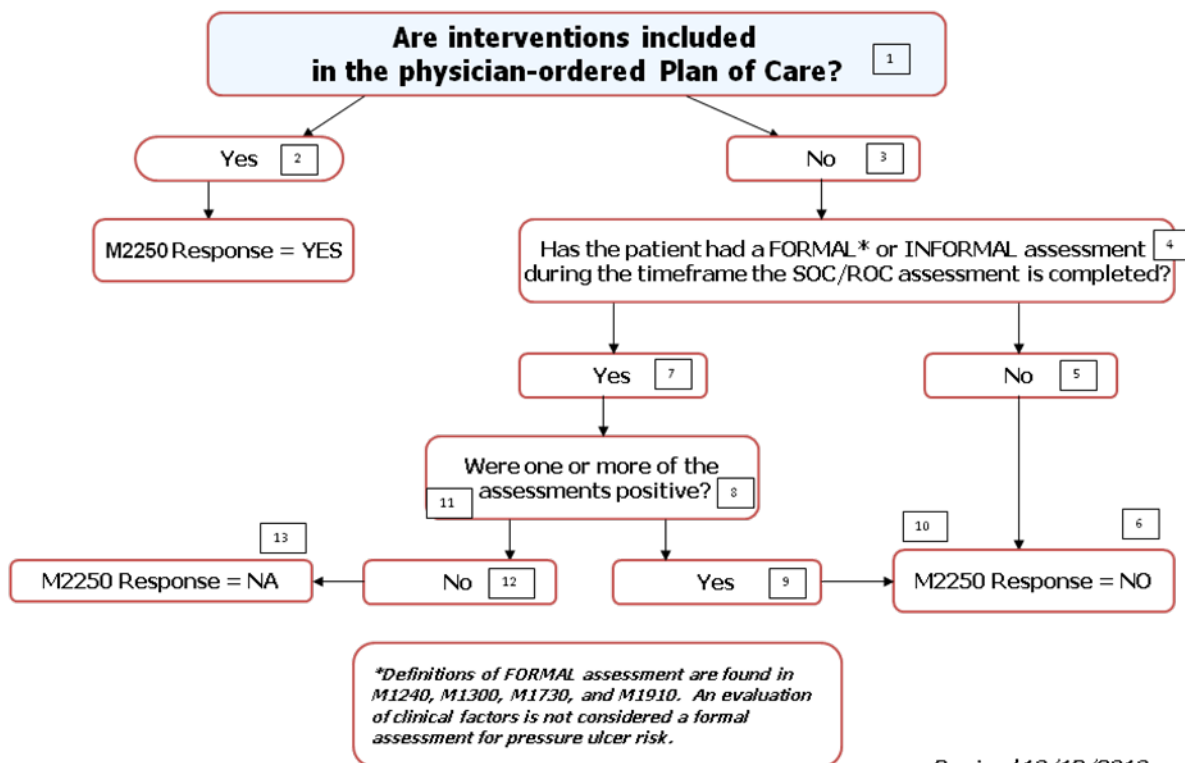 Are interventions included
in the physician-ordered Plan of Care?
1
Yes
2
No
3
M2250 Response = YES
Has the patient had a FORMAL* or INFORMAL assessment
during the timeframe the SOC/ROC assessment is completed?
4
Yes
7
No
5
Were one or more of the
assessments positive?
8
11
13
10
6
M2250 Response = NA
No
12
Yes
9
M2250 Response = NO
*Definitions of FORMAL assessment are found in
M1240, M1300, M1730, and M1910. An evaluation
of clinical factors is not considered a formal
assessment for pressure ulcer risk.